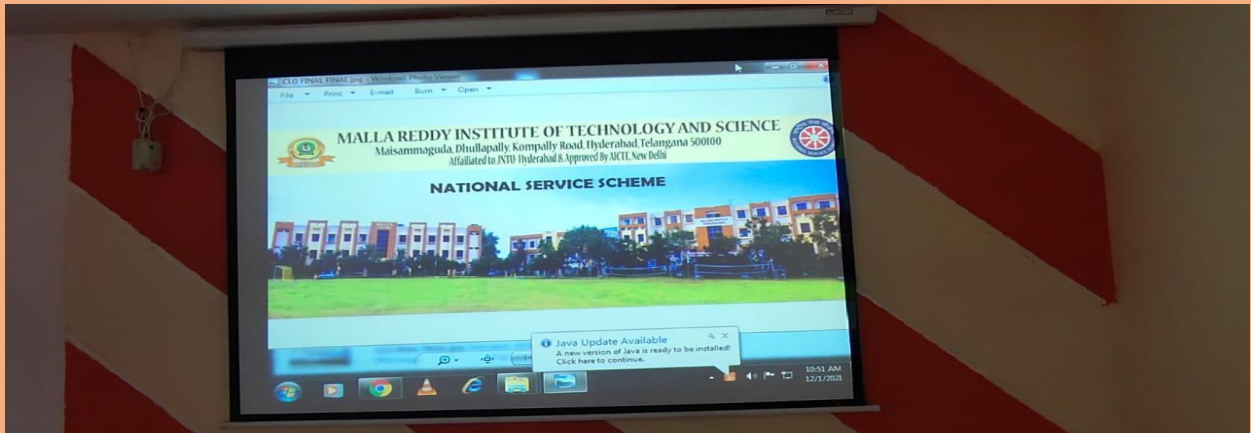 CLG FINAL FINAL.jpg - Windows Photo Viewer
File Print E-mail Burn Open
MALLA REDDY INSTITUTE OF TECHNOLOGY AND SCIENCE
Maisammaguda, Dhullapally, Kompally Road, Hyderabad, Telangana 500100
Affailiated to JNTU-Hyderabad & Approved By AICTE, New Delhi
NATIONAL SERVICE SCHEME
Java Update Available
A new version of Java is ready to be installed!
Click here to continue.
10:51 AM
12/1/2021